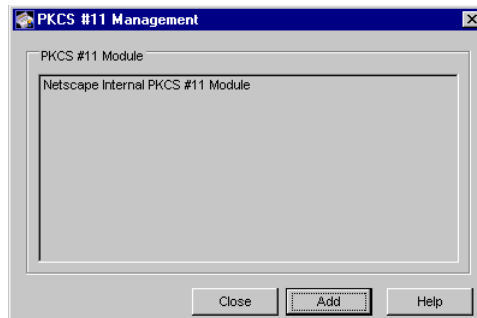 PKCS #11 Management
PKCS #11 Module
Netscape Internal PKCS #11 Module
Close Add Help